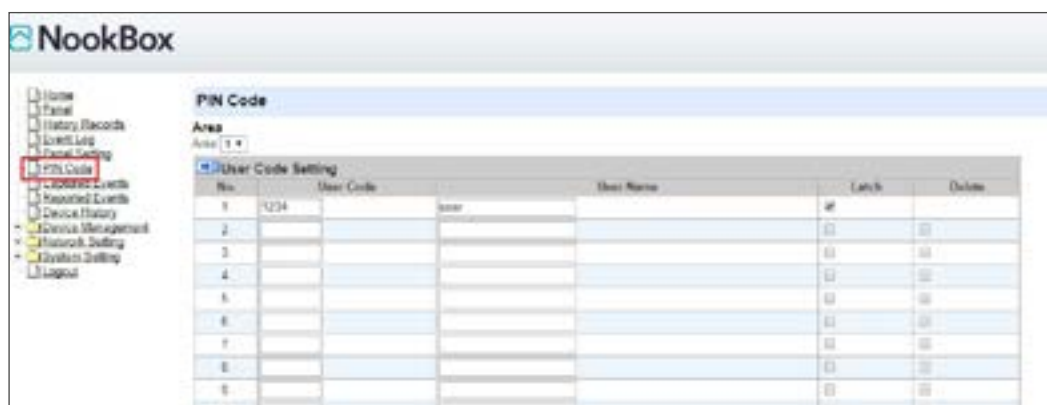 NookBox
Home
Panel
History Records
Event Log
Panel Setting
PIN Code
Captured Events
Reported Events
Device History
Device Management
Network Setting
System Setting
Logout
PIN Code
Area
Area 1
User Code Setting
No. User Code User Name Latch Delete
1 1234 user
2
3
4
5
6
7
8
9